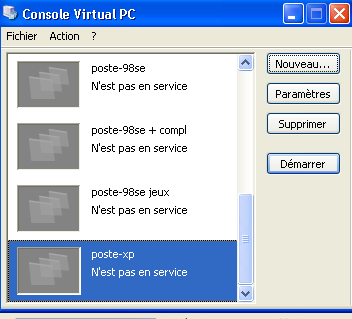 Console Virtual PC
Fichier Action ?
poste-98se
N'est pas en service
poste-98se + compl
N'est pas en service
poste-98se jeux
N'est pas en service
poste-xp
N'est pas en service
Nouveau...
Paramètres
Supprimer
Démarrer